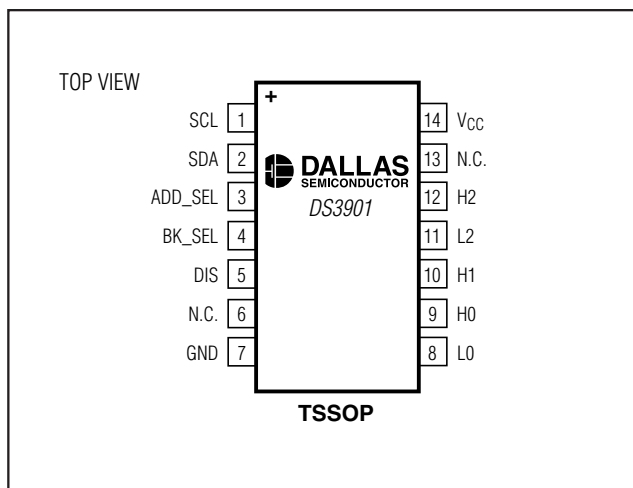 TOP VIEW
+
SCL 1
SDA 2
ADD_SEL 3
BK_SEL 4
DIS 5
N.C. 6
GND 7
DALLAS
SEMICONDUCTOR
DS3901
14 VCC
13 N.C.
12 H2
11 L2
10 H1
9 H0
8 L0
TSSOP